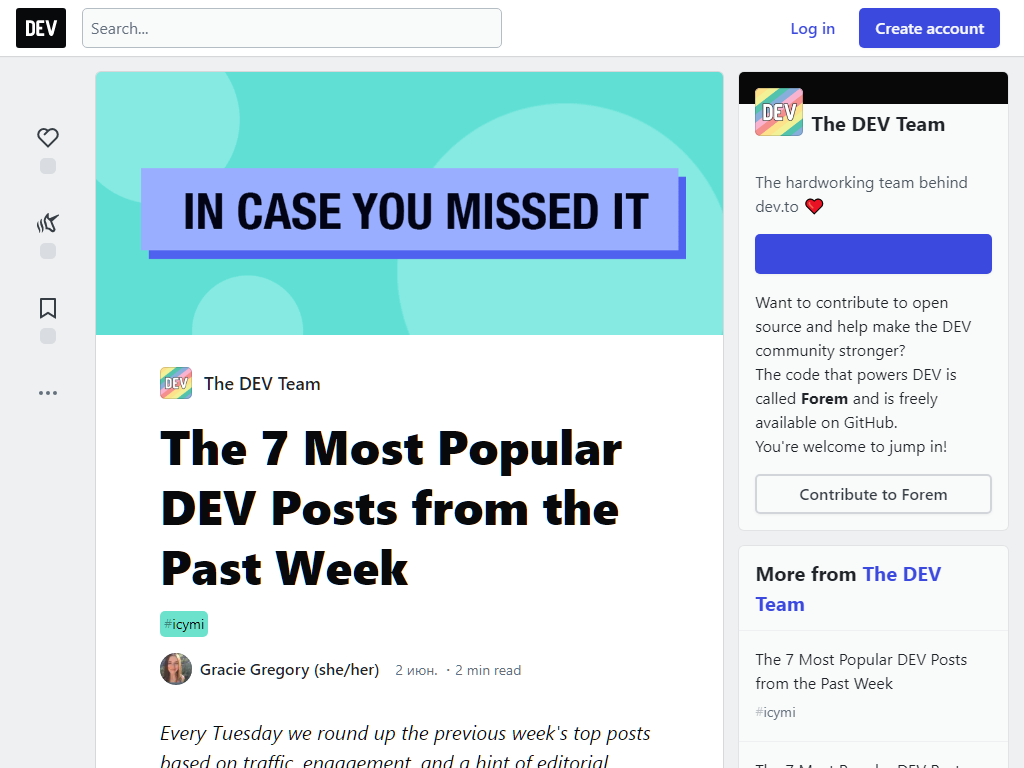 DEV
Search...
Log in
Create account
IN CASE YOU MISSED IT
DEV
The DEV Team
The 7 Most Popular
DEV Posts from the
Past Week
#icymi
Gracie Gregory (she/her) 2 июн. · 2 min read
Every Tuesday we round up the previous week's top posts
based on traffic, engagement, and a hint of editorial
DEV
The DEV Team
The hardworking team behind
dev.to ❤️
Want to contribute to open
source and help make the DEV
community stronger?
The code that powers DEV is
called Forem and is freely
available on GitHub.
You're welcome to jump in!
Contribute to Forem
More from The DEV
Team
The 7 Most Popular DEV Posts
from the Past Week
#icymi
The 7 Most Popular DEV Posts